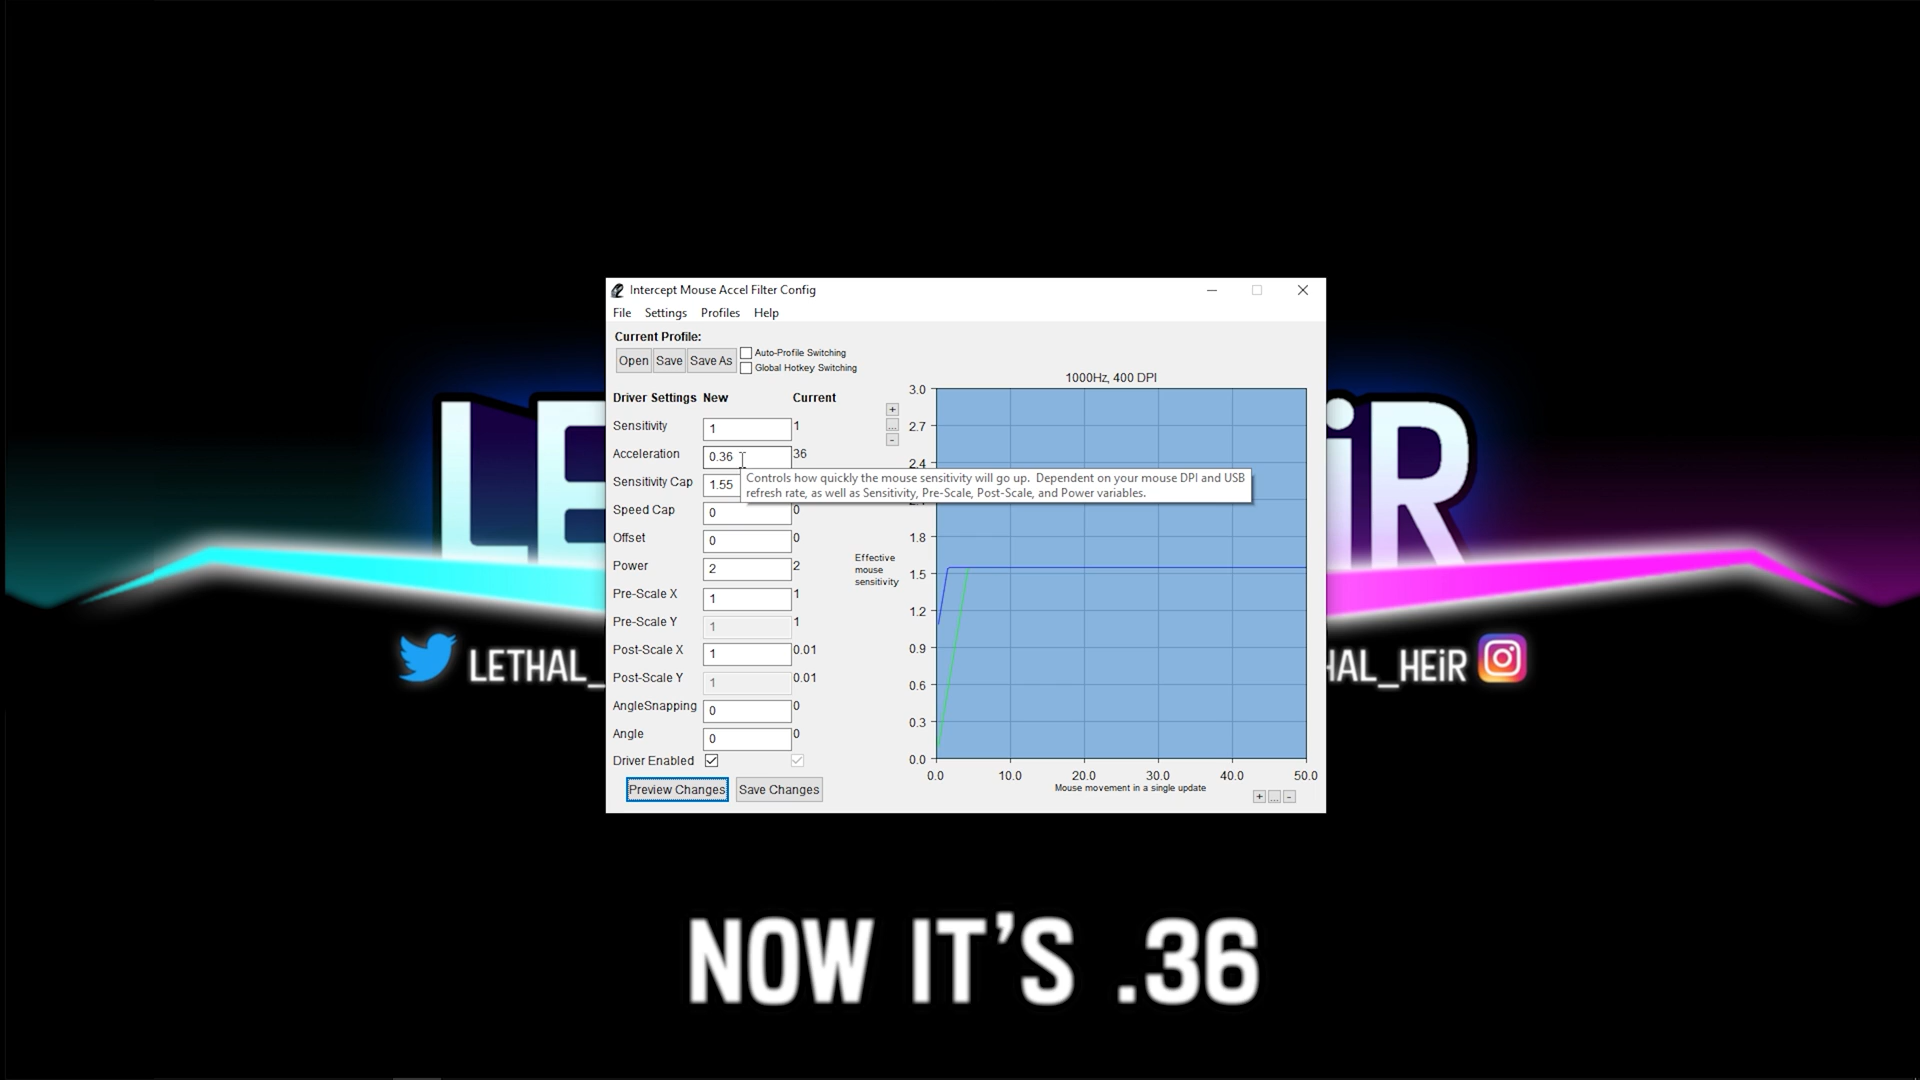 Intercept Mouse Accel Filter Config
File Settings Profiles Help
Current Profile:
Open Save Save As
Auto-Profile Switching
Global Hotkey Switching
Driver Settings New Current
Sensitivity 1 1
Acceleration 0.36 36
Sensitivity Cap 1.55
Controls how quickly the mouse sensitivity will go up. Dependent on your mouse DPI and USB
refresh rate, as well as Sensitivity, Pre-Scale, Post-Scale, and Power variables.
Speed Cap 0 0
Offset 0 0
Power 2 2
Pre-Scale X 1 1
Pre-Scale Y 1 1
Post-Scale X 1 0.01
Post-Scale Y 1 0.01
AngleSnapping 0 0
Angle 0 0
Driver Enabled
Preview Changes Save Changes
+
...
-
1000Hz, 400 DPI
3.0
2.7
2.4
1.8
1.5
1.2
0.9
0.6
0.3
0.0
Effective
mouse
sensitivity
0.0 10.0 20.0 30.0 40.0 50.0
Mouse movement in a single update
+ ... -
LE iR
LETHAL_ HAL_HEiR
NOW IT'S .36